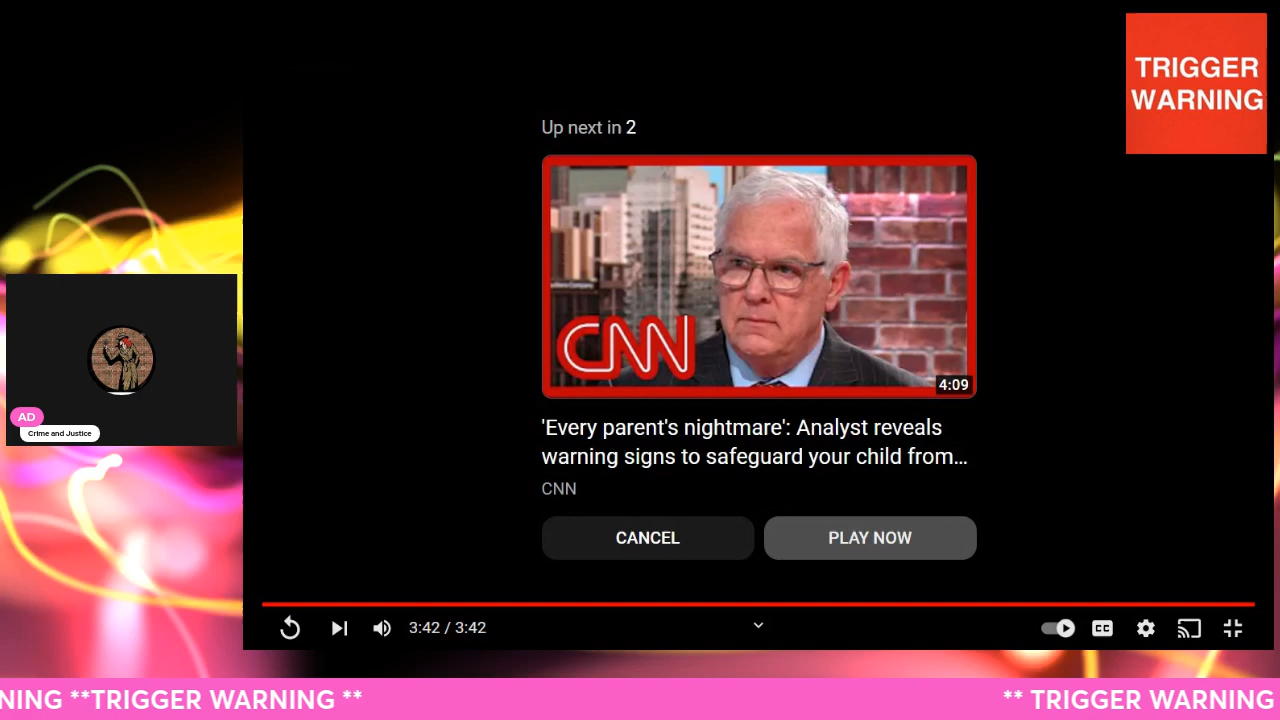 TRIGGER
WARNING
Up next in 2
CNN
4:09
'Every parent's nightmare': Analyst reveals
warning signs to safeguard your child from...
CNN
CANCEL
PLAY NOW
AD
Crime and Justice
3:42 / 3:42
CC
NING **TRIGGER WARNING **
** TRIGGER WARNING